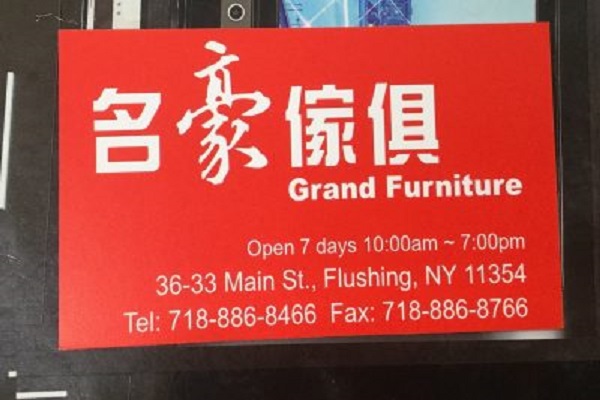 名豪傢俱
Grand Furniture
Open 7 days 10:00am ~ 7:00pm
36-33 Main St., Flushing, NY 11354
Tel: 718-886-8466 Fax: 718-886-8766